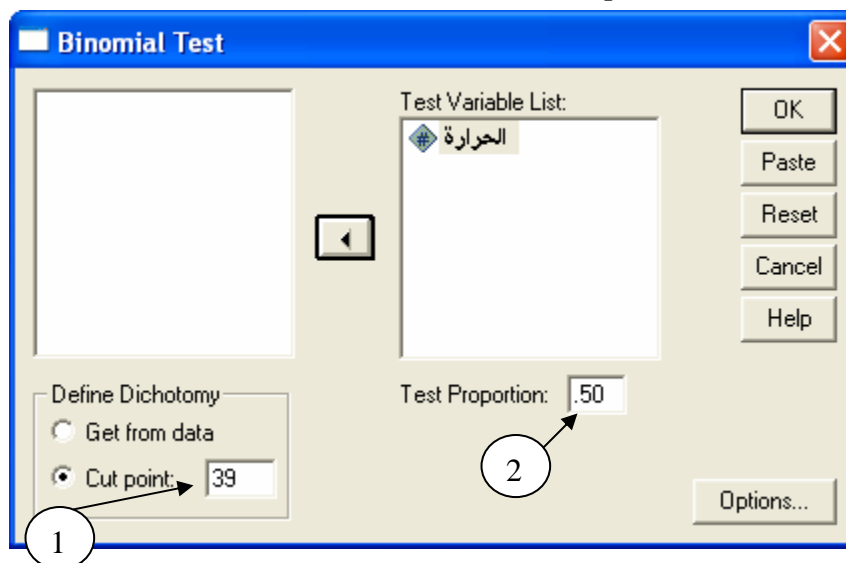 Binomial Test
Test Variable List:
الحرارة
OK
Paste
Reset
Cancel
Help
Define Dichotomy
Get from data
Cut point: 39
Test Proportion: .50
Options...
1
2